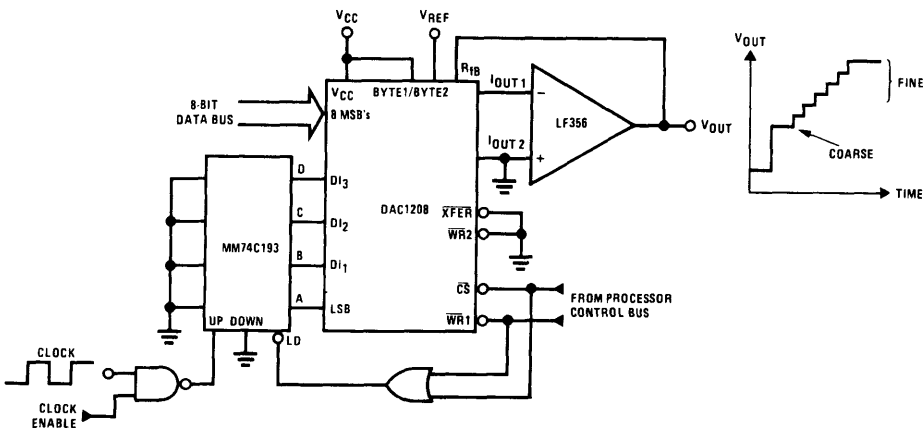 VCC
VREF
VOUT
RfB
VCC
BYTE1/BYTE2
IOUT 1
8-BIT
DATA BUS
8 MSB's
−
LF356
VOUT
FINE
IOUT 2
+
COARSE
TIME
D
DI3
C
DI2
DAC1208
XFER
MM74C193
WR2
B
Di1
CS
FROM PROCESSOR
CONTROL BUS
A
LSB
WR1
UP DOWN
LD
CLOCK
CLOCK
ENABLE